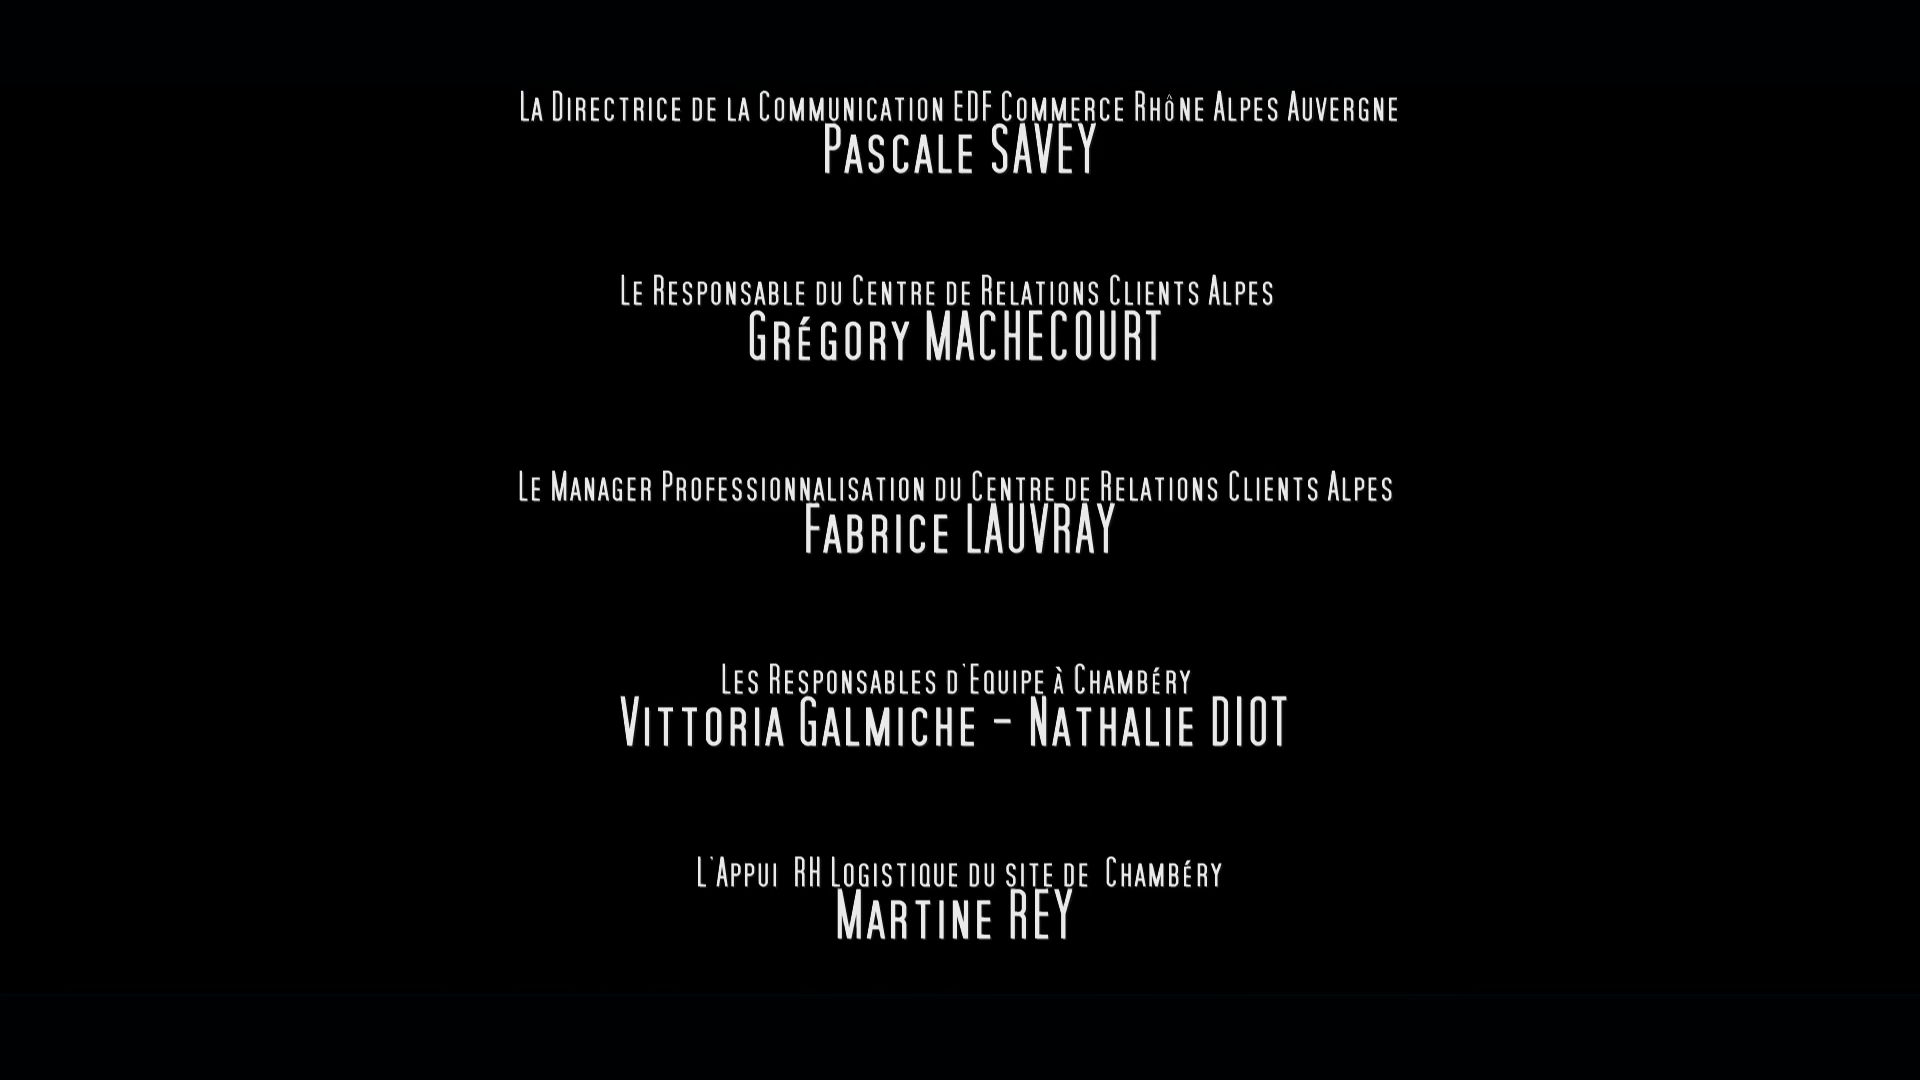 La Directrice de la Communication EDF Commerce Rhône Alpes Auvergne
Pascale SAVEY
Le Responsable du Centre de Relations Clients Alpes
Grégory MACHECOURT
Le Manager Professionnalisation du Centre de Relations Clients Alpes
Fabrice LAUVRAY
Les Responsables d'Equipe à Chambéry
Vittoria Galmiche - Nathalie DIOT
L'Appui RH Logistique du site de Chambéry
Martine REY